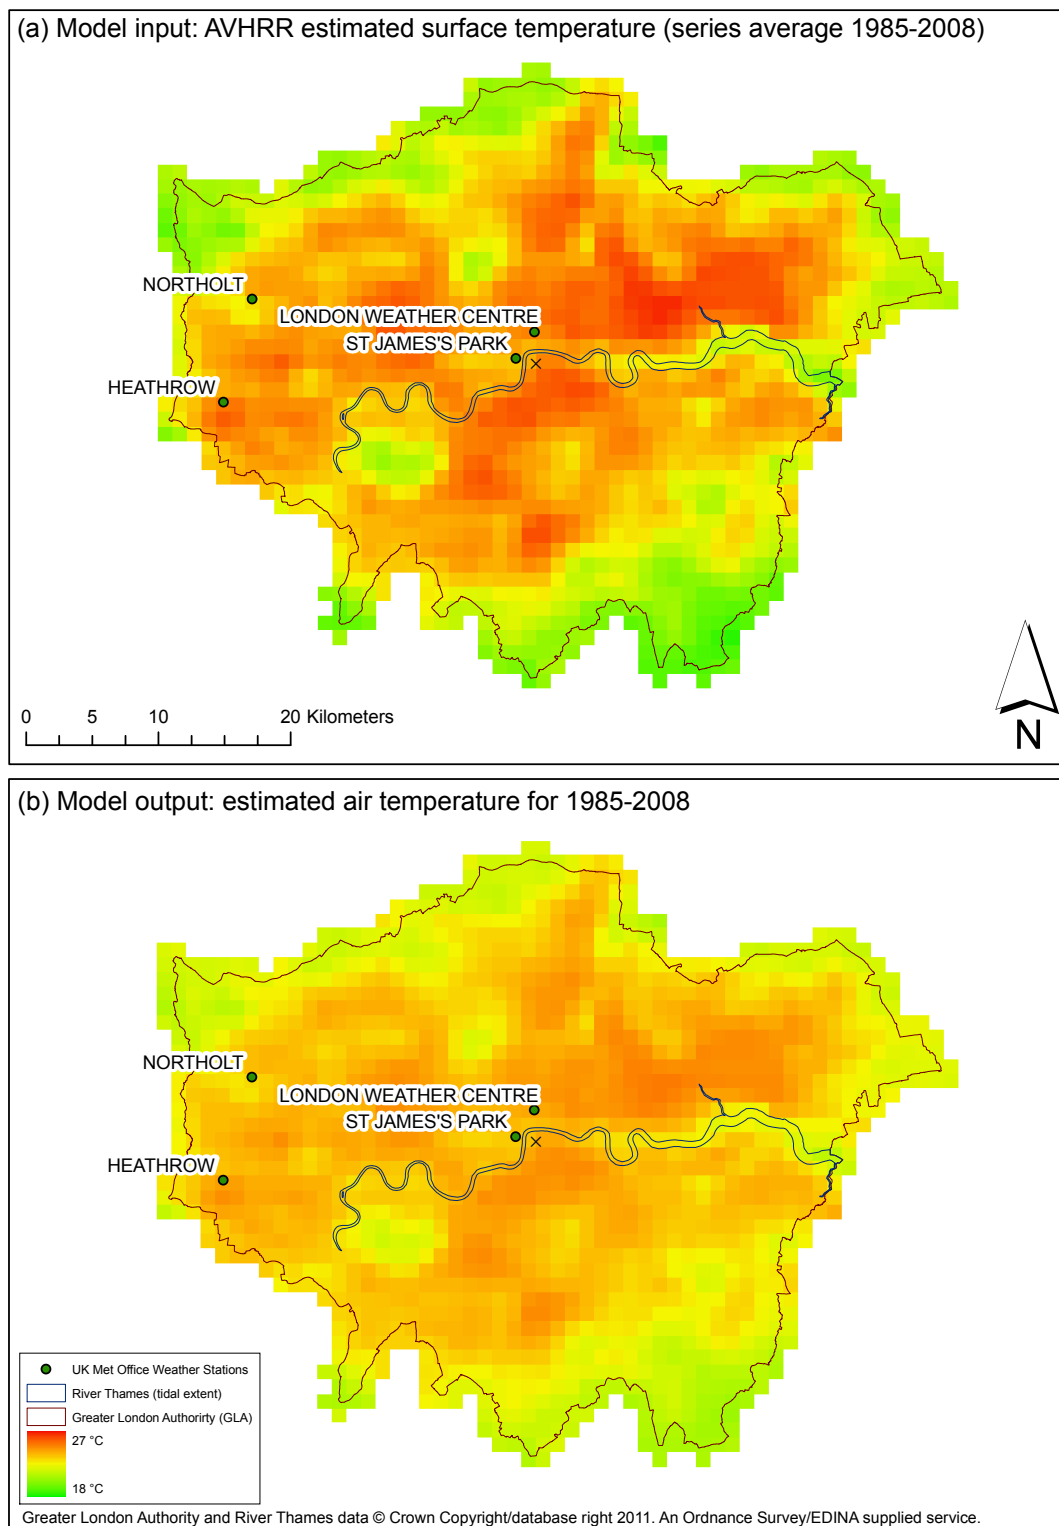 (a) Model input: AVHRR estimated surface temperature (series average 1985-2008)
NORTHOLT
LONDON WEATHER CENTRE
ST JAMES'S PARK
HEATHROW
0 5 10 20 Kilometers
N
(b) Model output: estimated air temperature for 1985-2008
NORTHOLT
LONDON WEATHER CENTRE
ST JAMES'S PARK
HEATHROW
UK Met Office Weather Stations
River Thames (tidal extent)
Greater London Authorirty (GLA)
27 °C
18 °C
Greater London Authority and River Thames data © Crown Copyright/database right 2011. An Ordnance Survey/EDINA supplied service.